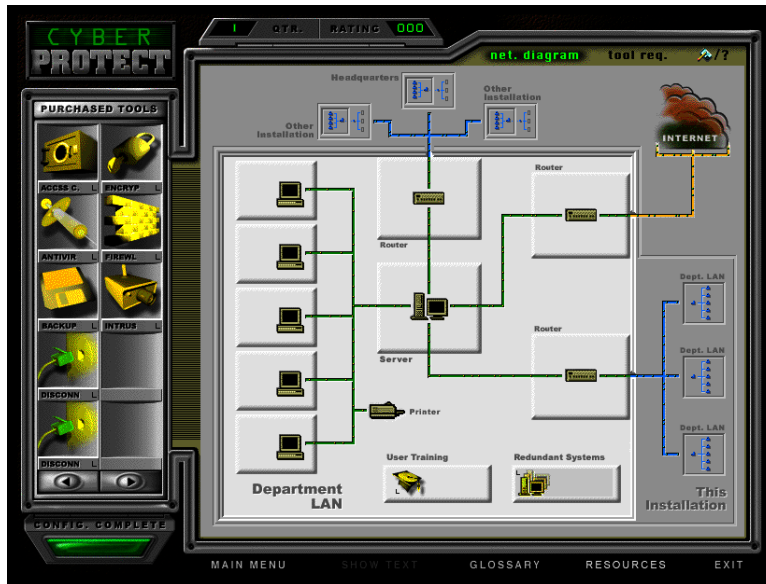 CYBER
PROTECT
1 QTR. RATING 000
net. diagram tool req. /?
PURCHASED TOOLS
ACCSS C. L
ENCRYP L
ANTIVIR L
FIREWL L
BACKUP L
INTRUS L
DISCONN L
DISCONN L
CONFIG. COMPLETE
Headquarters
Other
Installation
Other
Installation
INTERNET
Router
Router
Server
Router
Printer
Dept. LAN
Dept. LAN
Dept. LAN
User Training
L
Redundant Systems
L
Department
LAN
This
Installation
MAIN MENU SHOW TEXT GLOSSARY RESOURCES EXIT